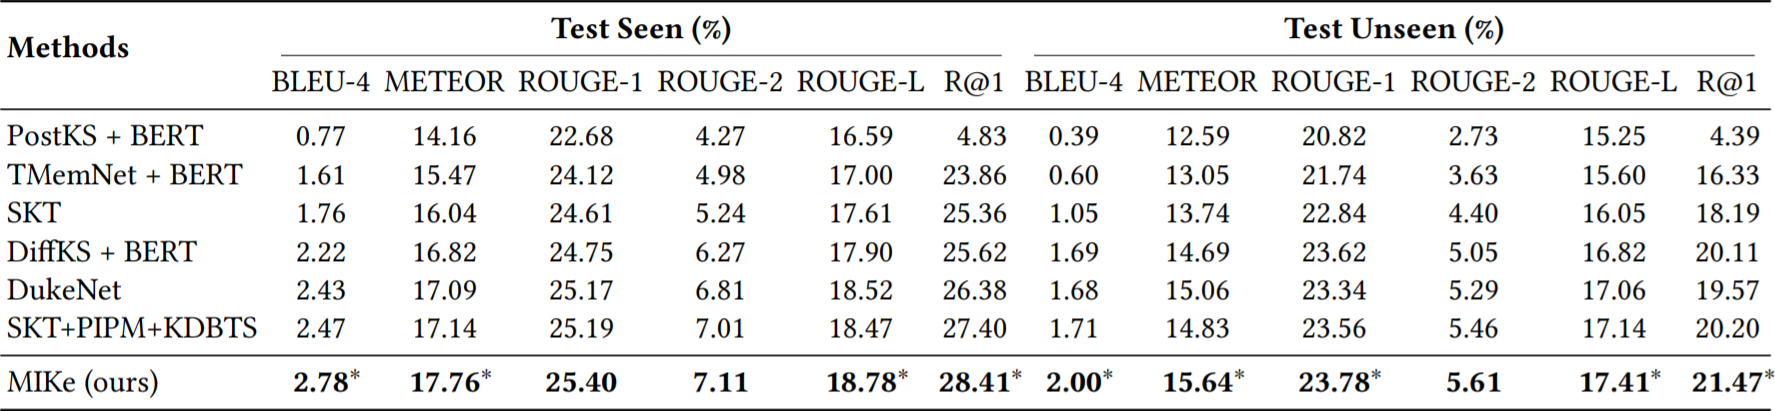 Methods Test Seen (%) Test Unseen (%)
BLEU-4 METEOR ROUGE-1 ROUGE-2 ROUGE-L R@1 BLEU-4 METEOR ROUGE-1 ROUGE-2 ROUGE-L R@1
PostKS + BERT 0.77 14.16 22.68 4.27 16.59 4.83 0.39 12.59 20.82 2.73 15.25 4.39
TMemNet + BERT 1.61 15.47 24.12 4.98 17.00 23.86 0.60 13.05 21.74 3.63 15.60 16.33
SKT 1.76 16.04 24.61 5.24 17.61 25.36 1.05 13.74 22.84 4.40 16.05 18.19
DiffKS + BERT 2.22 16.82 24.75 6.27 17.90 25.62 1.69 14.69 23.62 5.05 16.82 20.11
DukeNet 2.43 17.09 25.17 6.81 18.52 26.38 1.68 15.06 23.34 5.29 17.06 19.57
SKT+PIPM+KDBTS 2.47 17.14 25.19 7.01 18.47 27.40 1.71 14.83 23.56 5.46 17.14 20.20
MIKe (ours) 2.78* 17.76* 25.40 7.11 18.78* 28.41* 2.00* 15.64* 23.78* 5.61 17.41* 21.47*